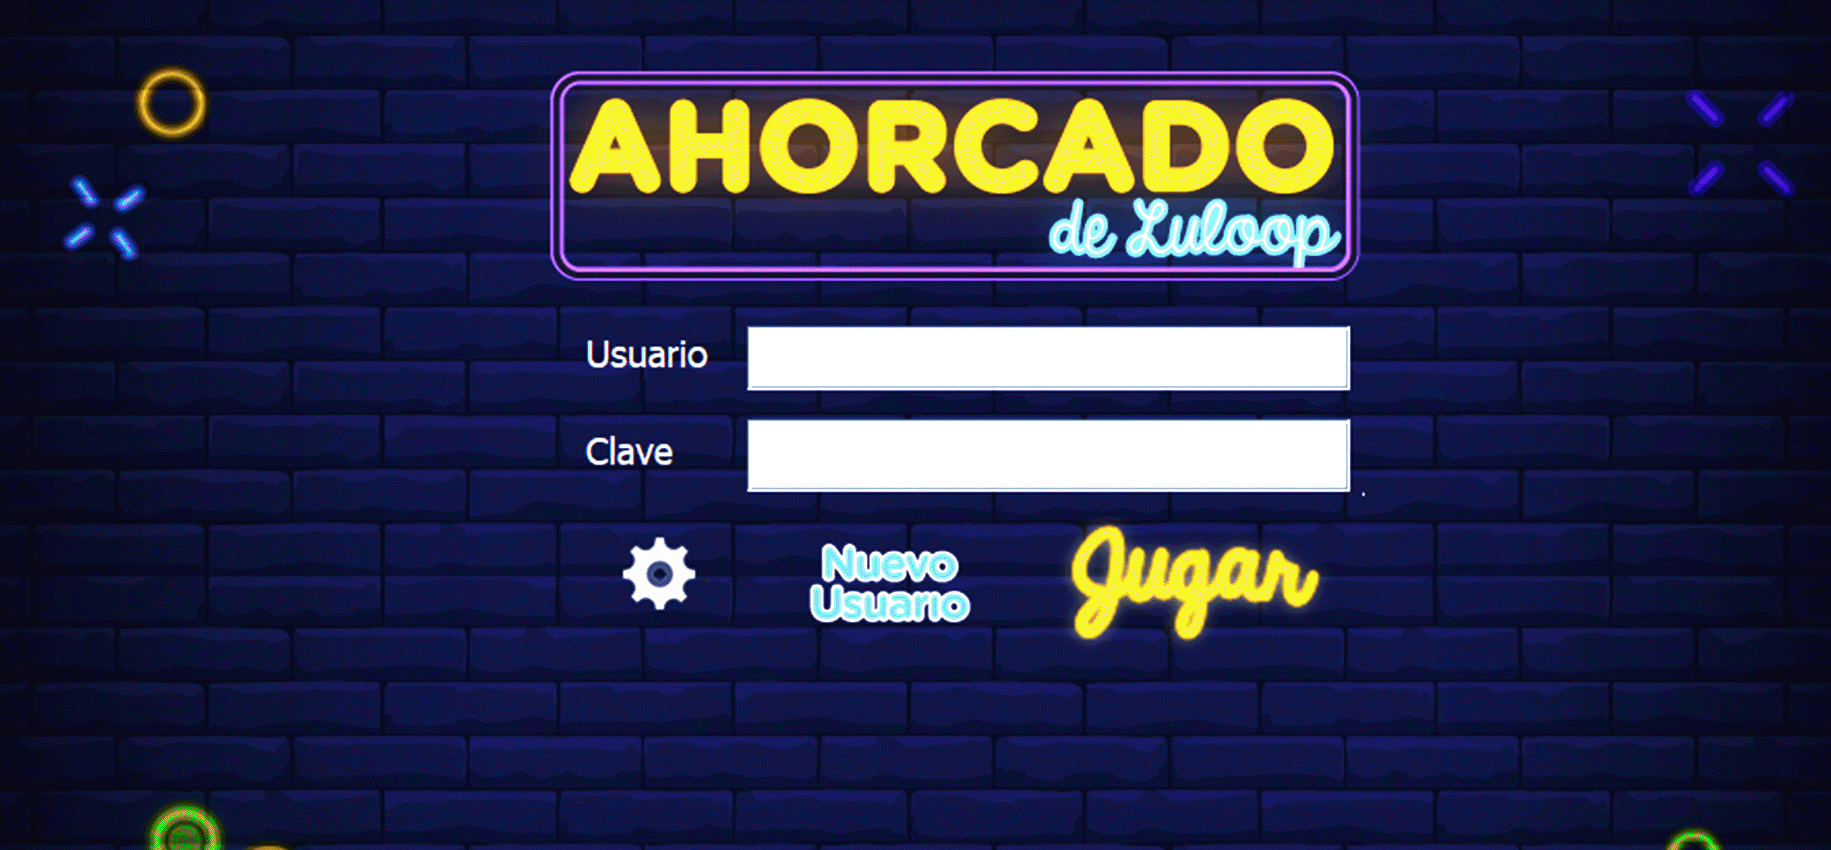 AHORCADO
de Luloop
Usuario
Clave
Nuevo
Usuario
Jugar